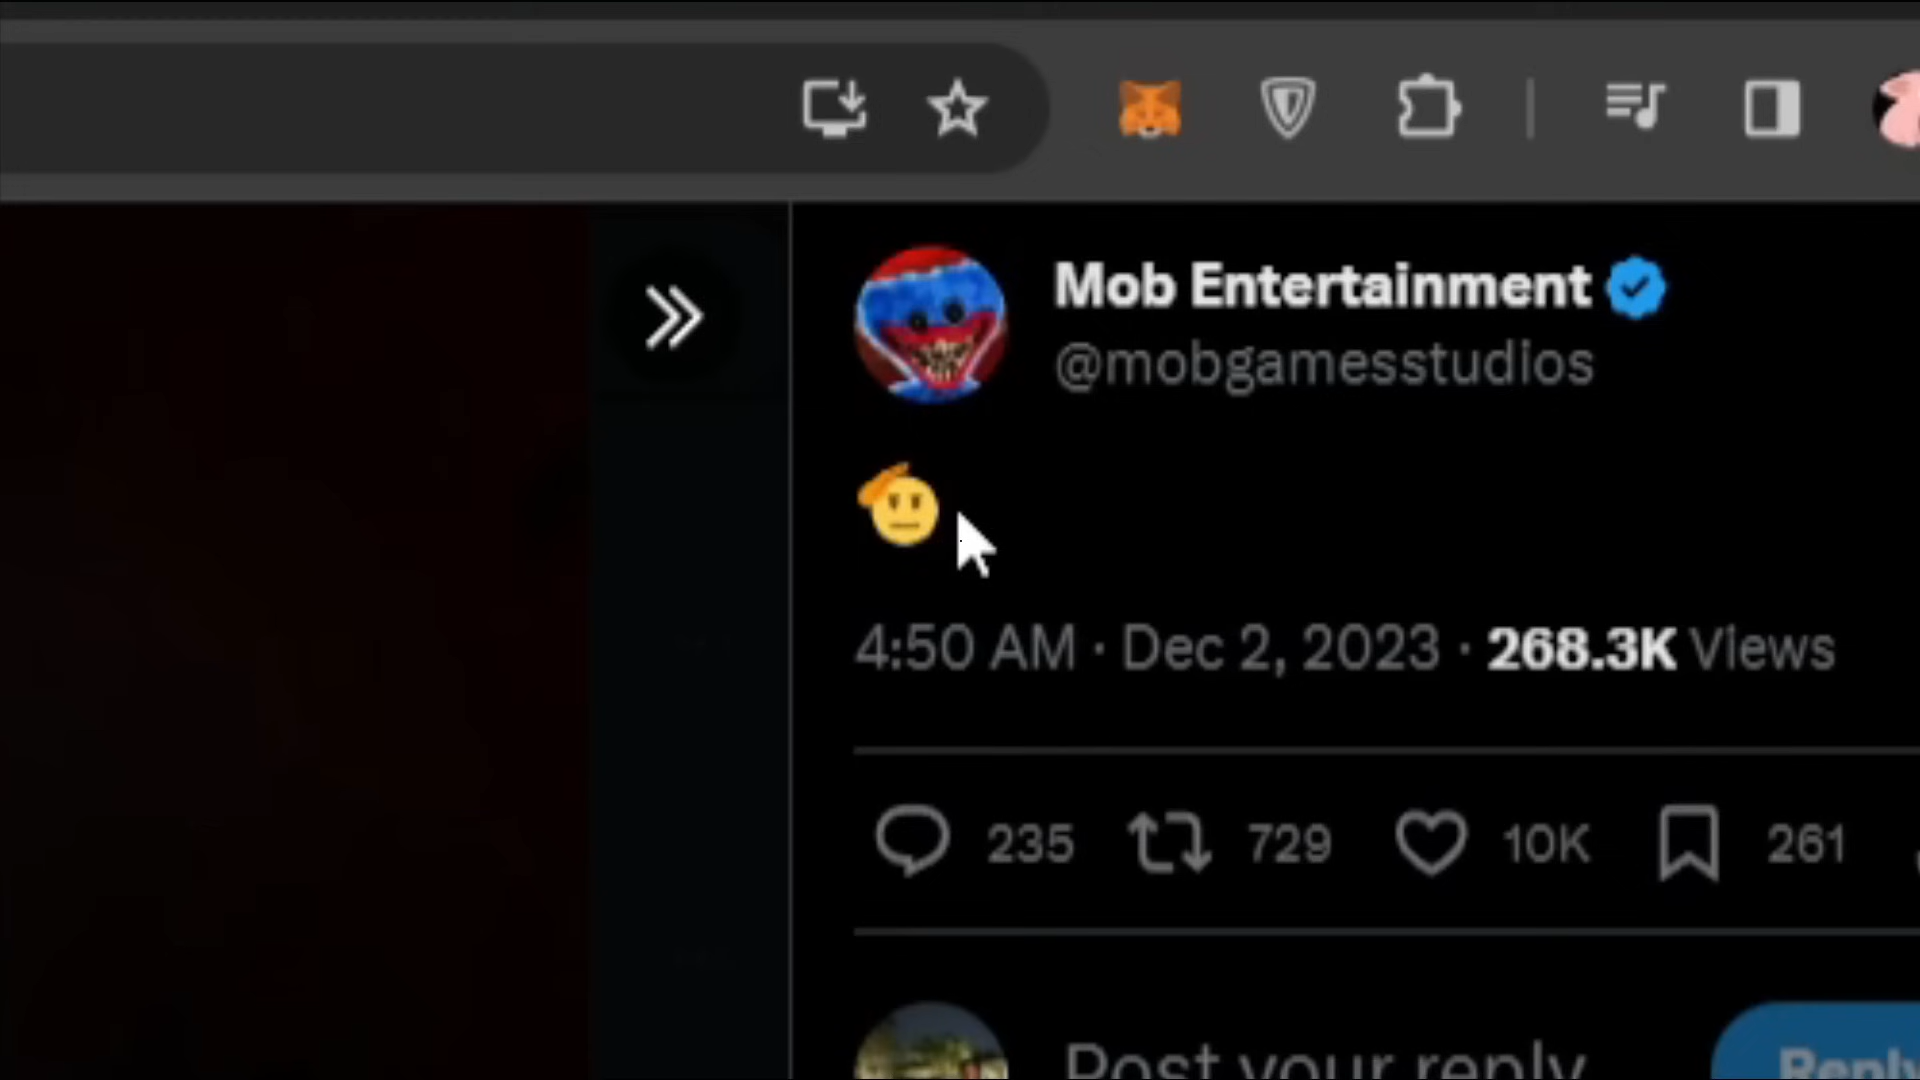 Mob Entertainment
@mobgamesstudios
🫡
4:50 AM · Dec 2, 2023 · 268.3K Views
235 729 10K 261
Post your reply
Reply